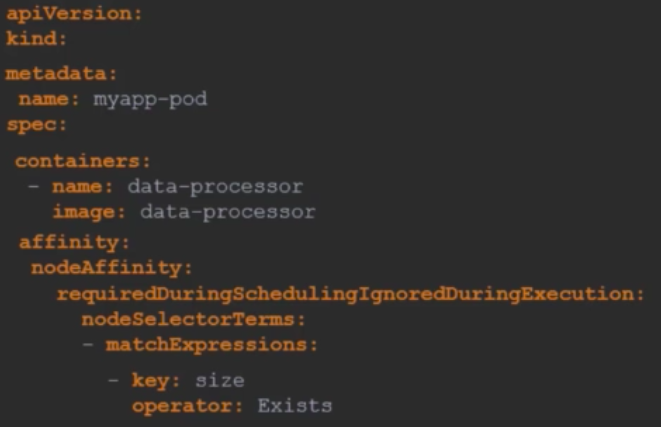 apiVersion:
kind:
metadata:
name: myapp-pod
spec:
containers:
- name: data-processor
image: data-processor
affinity:
nodeAffinity:
requiredDuringSchedulingIgnoredDuringExecution:
nodeSelectorTerms:
- matchExpressions:
- key: size
operator: Exists